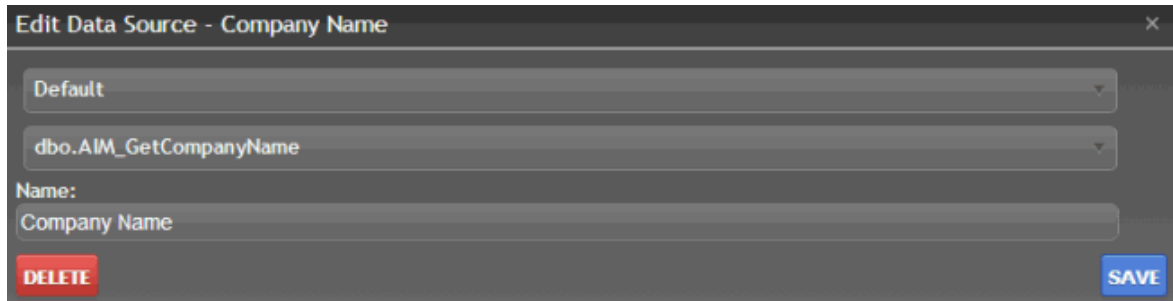 Edit Data Source - Company Name
Default
dbo.AIM_GetCompanyName
Name:
Company Name
DELETE
SAVE